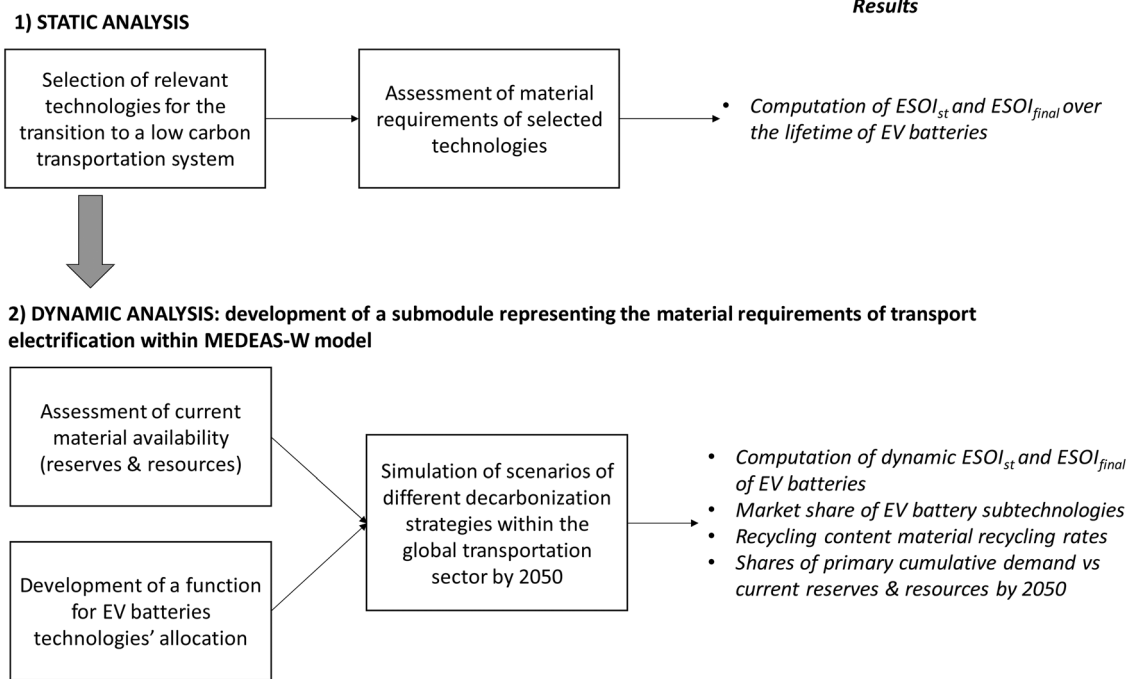 Results
1) STATIC ANALYSIS
Selection of relevant
technologies for the
transition to a low carbon
transportation system
Assessment of material
requirements of selected
technologies
• Computation of ESOIst and ESOIfinal over
the lifetime of EV batteries
2) DYNAMIC ANALYSIS: development of a submodule representing the material requirements of transport
electrification within MEDEAS-W model
Assessment of current
material availability
(reserves & resources)
Development of a function
for EV batteries
technologies’ allocation
Simulation of scenarios of
different decarbonization
strategies within the
global transportation
sector by 2050
• Computation of dynamic ESOIst and ESOIfinal
of EV batteries
• Market share of EV battery subtechnologies
• Recycling content material recycling rates
• Shares of primary cumulative demand vs
current reserves & resources by 2050